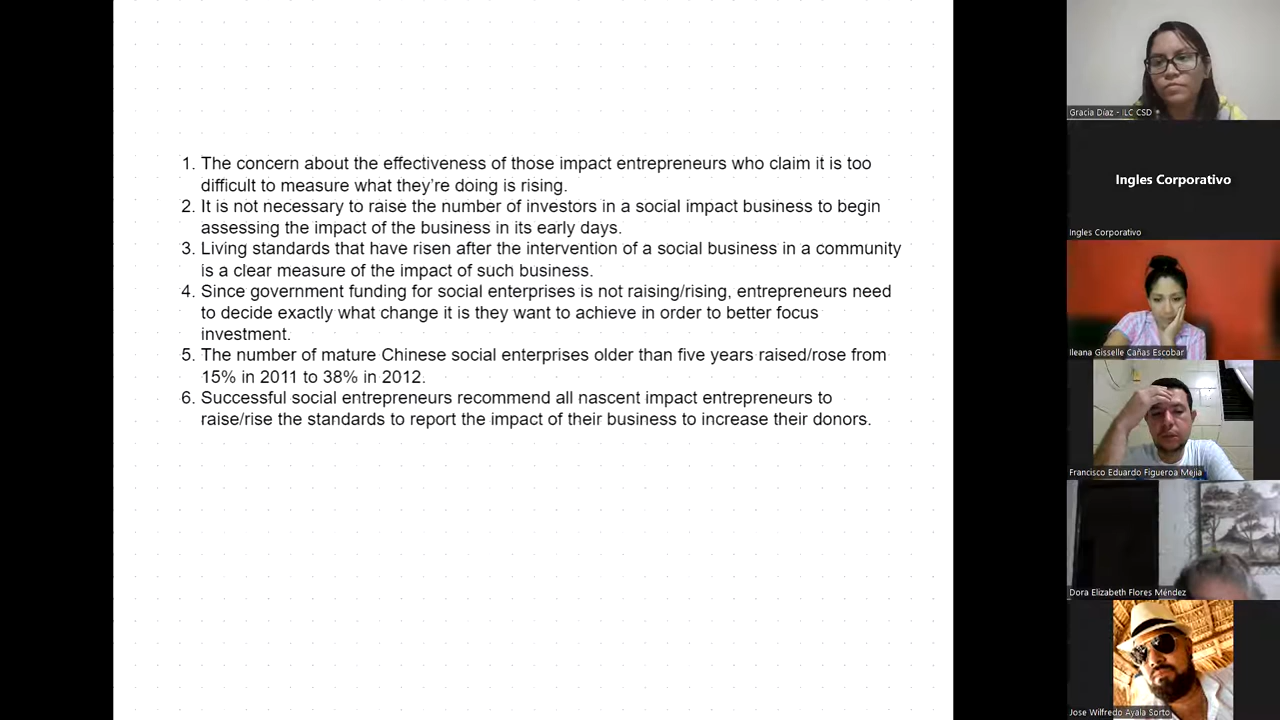 1. The concern about the effectiveness of those impact entrepreneurs who claim it is too
difficult to measure what they're doing is rising.
2. It is not necessary to raise the number of investors in a social impact business to begin
assessing the impact of the business in its early days.
3. Living standards that have risen after the intervention of a social business in a community
is a clear measure of the impact of such business.
4. Since government funding for social enterprises is not raising/rising, entrepreneurs need
to decide exactly what change it is they want to achieve in order to better focus
investment.
5. The number of mature Chinese social enterprises older than five years raised/rose from
15% in 2011 to 38% in 2012.
6. Successful social entrepreneurs recommend all nascent impact entrepreneurs to
raise/rise the standards to report the impact of their business to increase their donors.
Gracia Díaz - ILC CSD
Ingles Corporativo
Ingles Corporativo
Ileana Gisselle Cañas Escobar
Francisco Eduardo Figueroa Mejia
Dora Elizabeth Flores Méndez
Jose Wilfredo Ayala Sorto